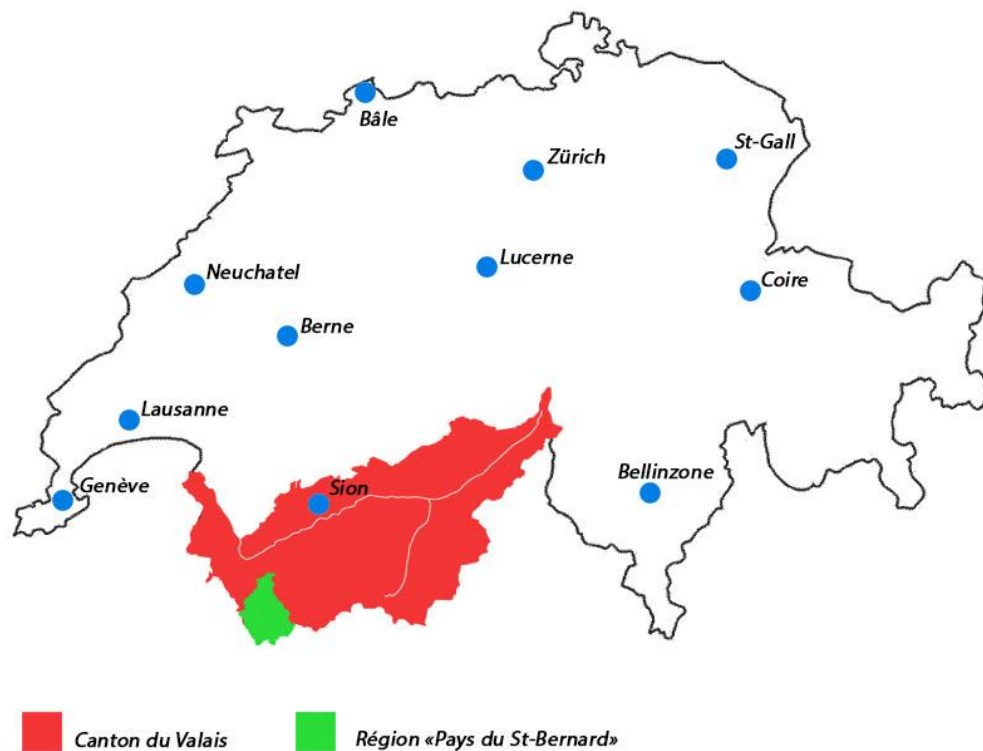 Bâle
St-Gall
Zürich
Lucerne
Neuchatel
Coire
Berne
Lausanne
Bellinzone
Genève
Sion
Canton du Valais
Région «Pays du St-Bernard»